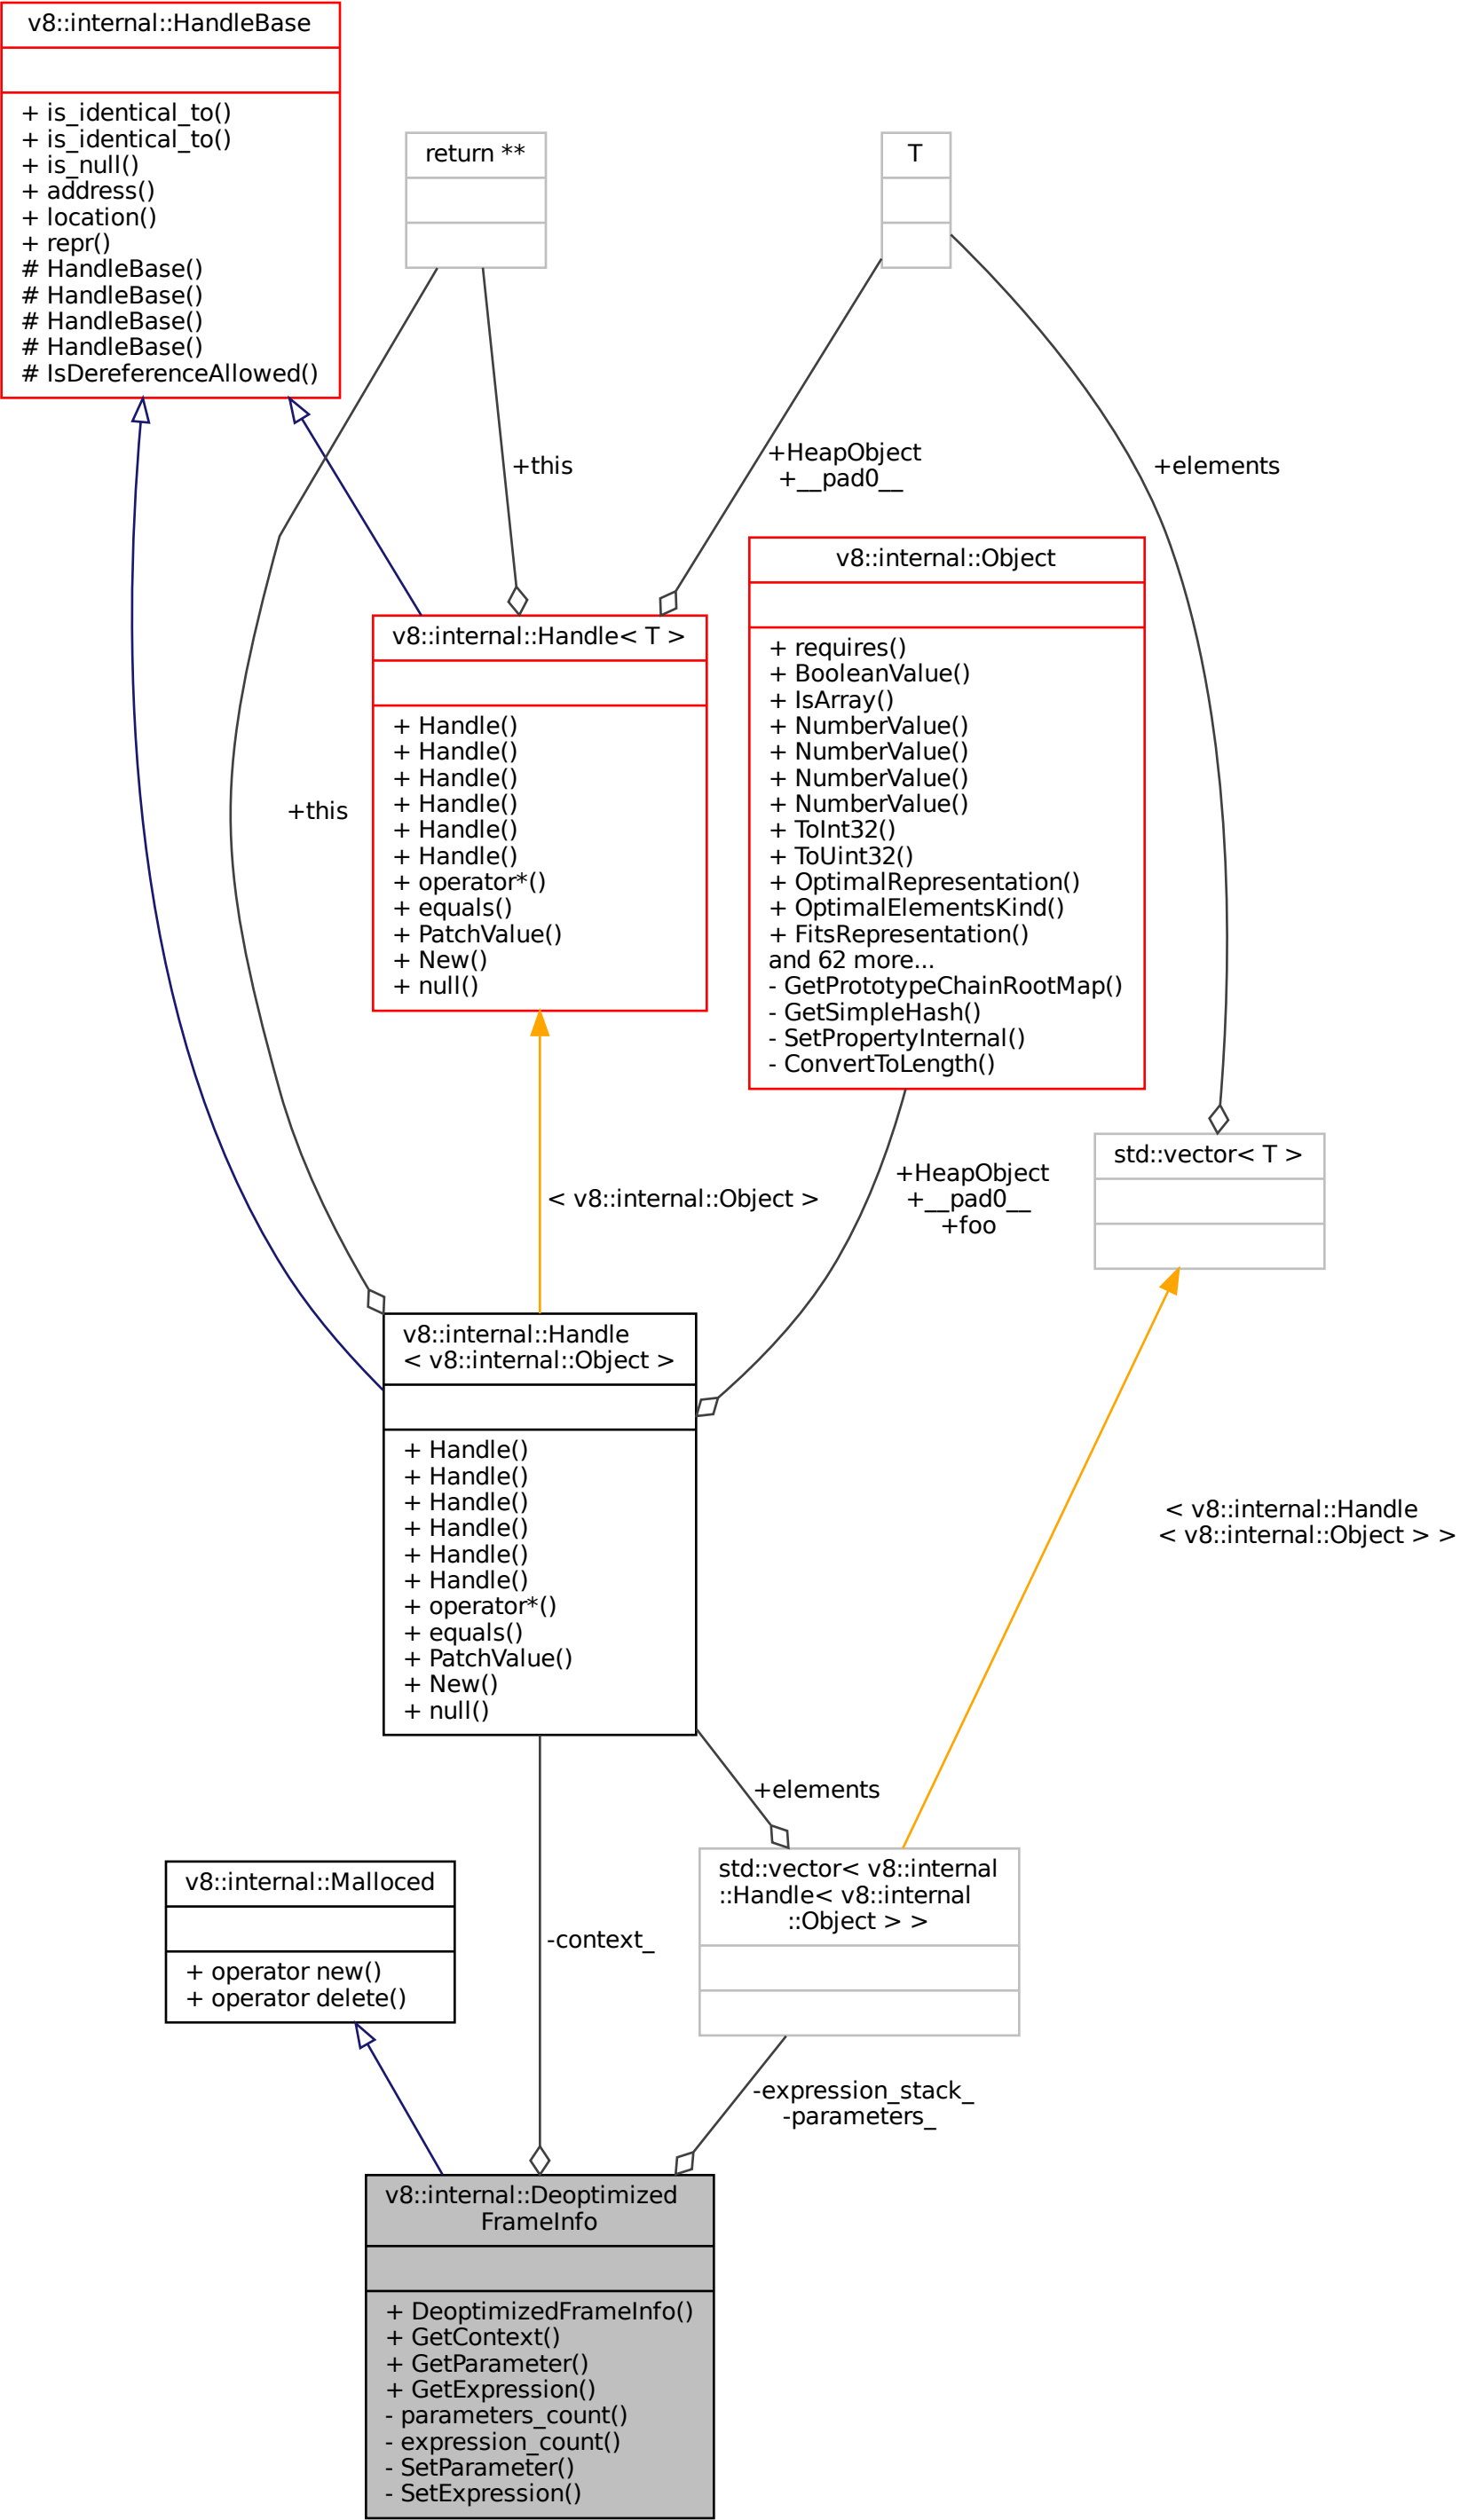 v8::internal::HandleBase
+ is_identical_to()
+ is_identical_to()
+ is_null()
+ address()
+ location()
+ repr()
# HandleBase()
# HandleBase()
# HandleBase()
# HandleBase()
# IsDereferenceAllowed()
return **
T
+this
+HeapObject
+__pad0__
+elements
v8::internal::Handle< T >
+ Handle()
+ Handle()
+ Handle()
+ Handle()
+ Handle()
+ Handle()
+ operator*()
+ equals()
+ PatchValue()
+ New()
+ null()
v8::internal::Object
+ requires()
+ BooleanValue()
+ IsArray()
+ NumberValue()
+ NumberValue()
+ NumberValue()
+ NumberValue()
+ ToInt32()
+ ToUint32()
+ OptimalRepresentation()
+ OptimalElementsKind()
+ FitsRepresentation()
and 62 more...
- GetPrototypeChainRootMap()
- GetSimpleHash()
- SetPropertyInternal()
- ConvertToLength()
+this
std::vector< T >
< v8::internal::Object >
+HeapObject
+__pad0__
+foo
v8::internal::Handle
< v8::internal::Object >
+ Handle()
+ Handle()
+ Handle()
+ Handle()
+ Handle()
+ Handle()
+ operator*()
+ equals()
+ PatchValue()
+ New()
+ null()
< v8::internal::Handle
< v8::internal::Object > >
+elements
v8::internal::Malloced
+ operator new()
+ operator delete()
-context_
std::vector< v8::internal
::Handle< v8::internal
::Object > >
-expression_stack_
-parameters_
v8::internal::Deoptimized
FrameInfo
+ DeoptimizedFrameInfo()
+ GetContext()
+ GetParameter()
+ GetExpression()
- parameters_count()
- expression_count()
- SetParameter()
- SetExpression()